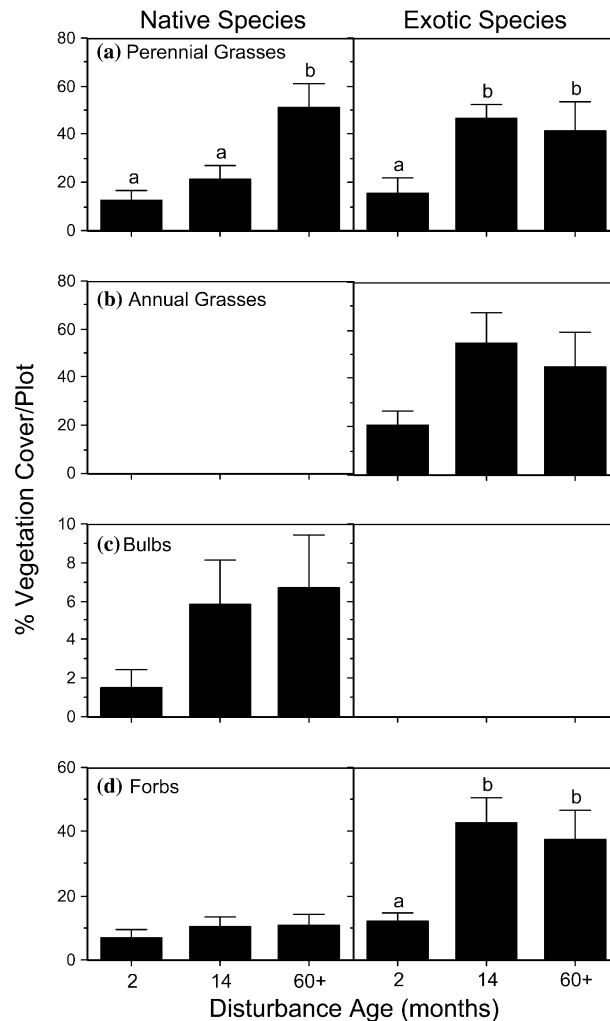 Native Species Exotic Species
% Vegetation Cover/Plot
(a) Perennial Grasses
80
60
40
20
0
a a b
a b b
(b) Annual Grasses
80
60
40
20
0
(c) Bulbs
10
8
6
4
2
0
(d) Forbs
60
40
20
0
a b b
2 14 60+ 2 14 60+
Disturbance Age (months)